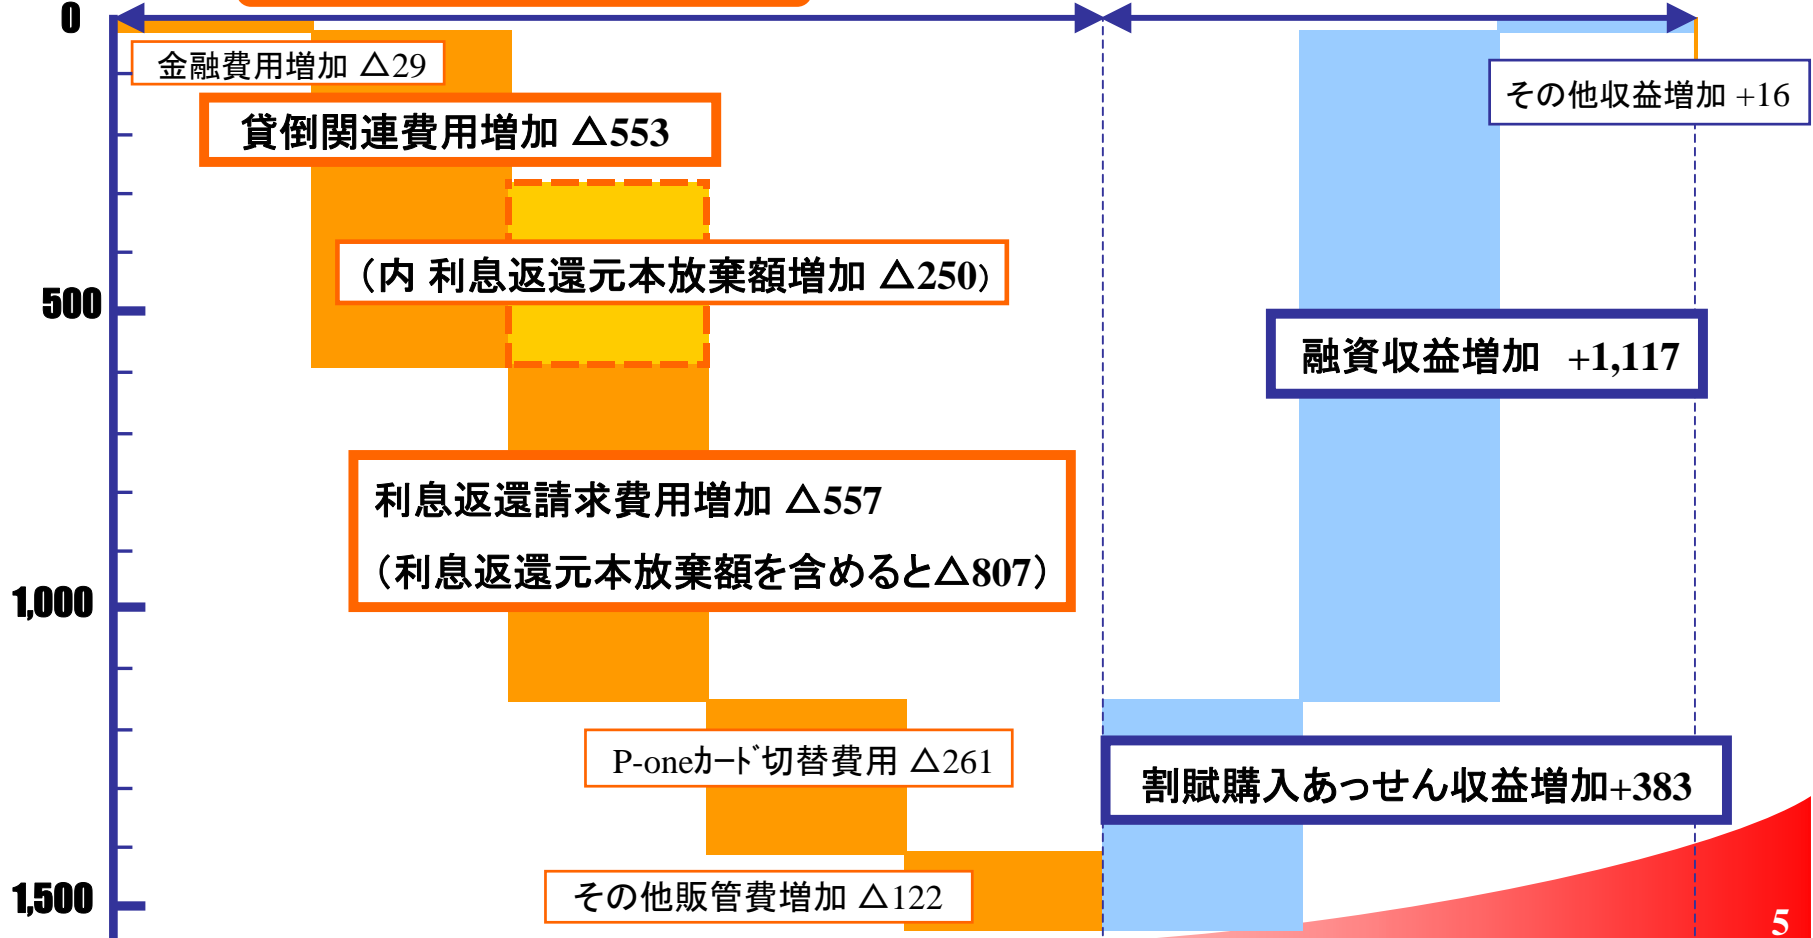 0
金融費用増加 △29
その他収益増加 +16
貸倒関連費用増加 △553
（内 利息返還元本放棄額増加 △250）
500
融資収益増加 +1,117
利息返還請求費用増加 △557
（利息返還元本放棄額を含めると△807）
1,000
P-oneｶｰﾄﾞ切替費用 △261
割賦購入あっせん収益増加+383
その他販管費増加 △122
1,500
5